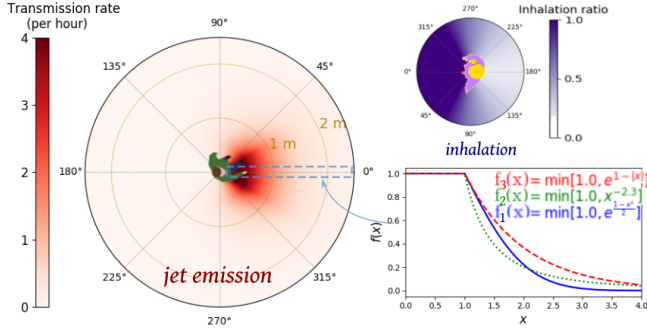 Transmission rate
(per hour)
4
3
2
1
0
90°
135°
45°
180°
0°
225°
315°
270°
1 m
2 m
jet emission
Inhalation ratio
1.0
0.5
0.0
270°
225°
315°
0°
180°
45°
135°
90°
inhalation
f₃(x) = min[1.0, e^{1−|x|}]
f₂(x) = min[1.0, x^{−2.3}]
f₁(x) = min[1.0, e^{\frac{1−x²}{2}}]
f(x)
1.0
0.8
0.6
0.4
0.2
0.0
0.0 0.5 1.0 1.5 2.0 2.5 3.0 3.5 4.0
x